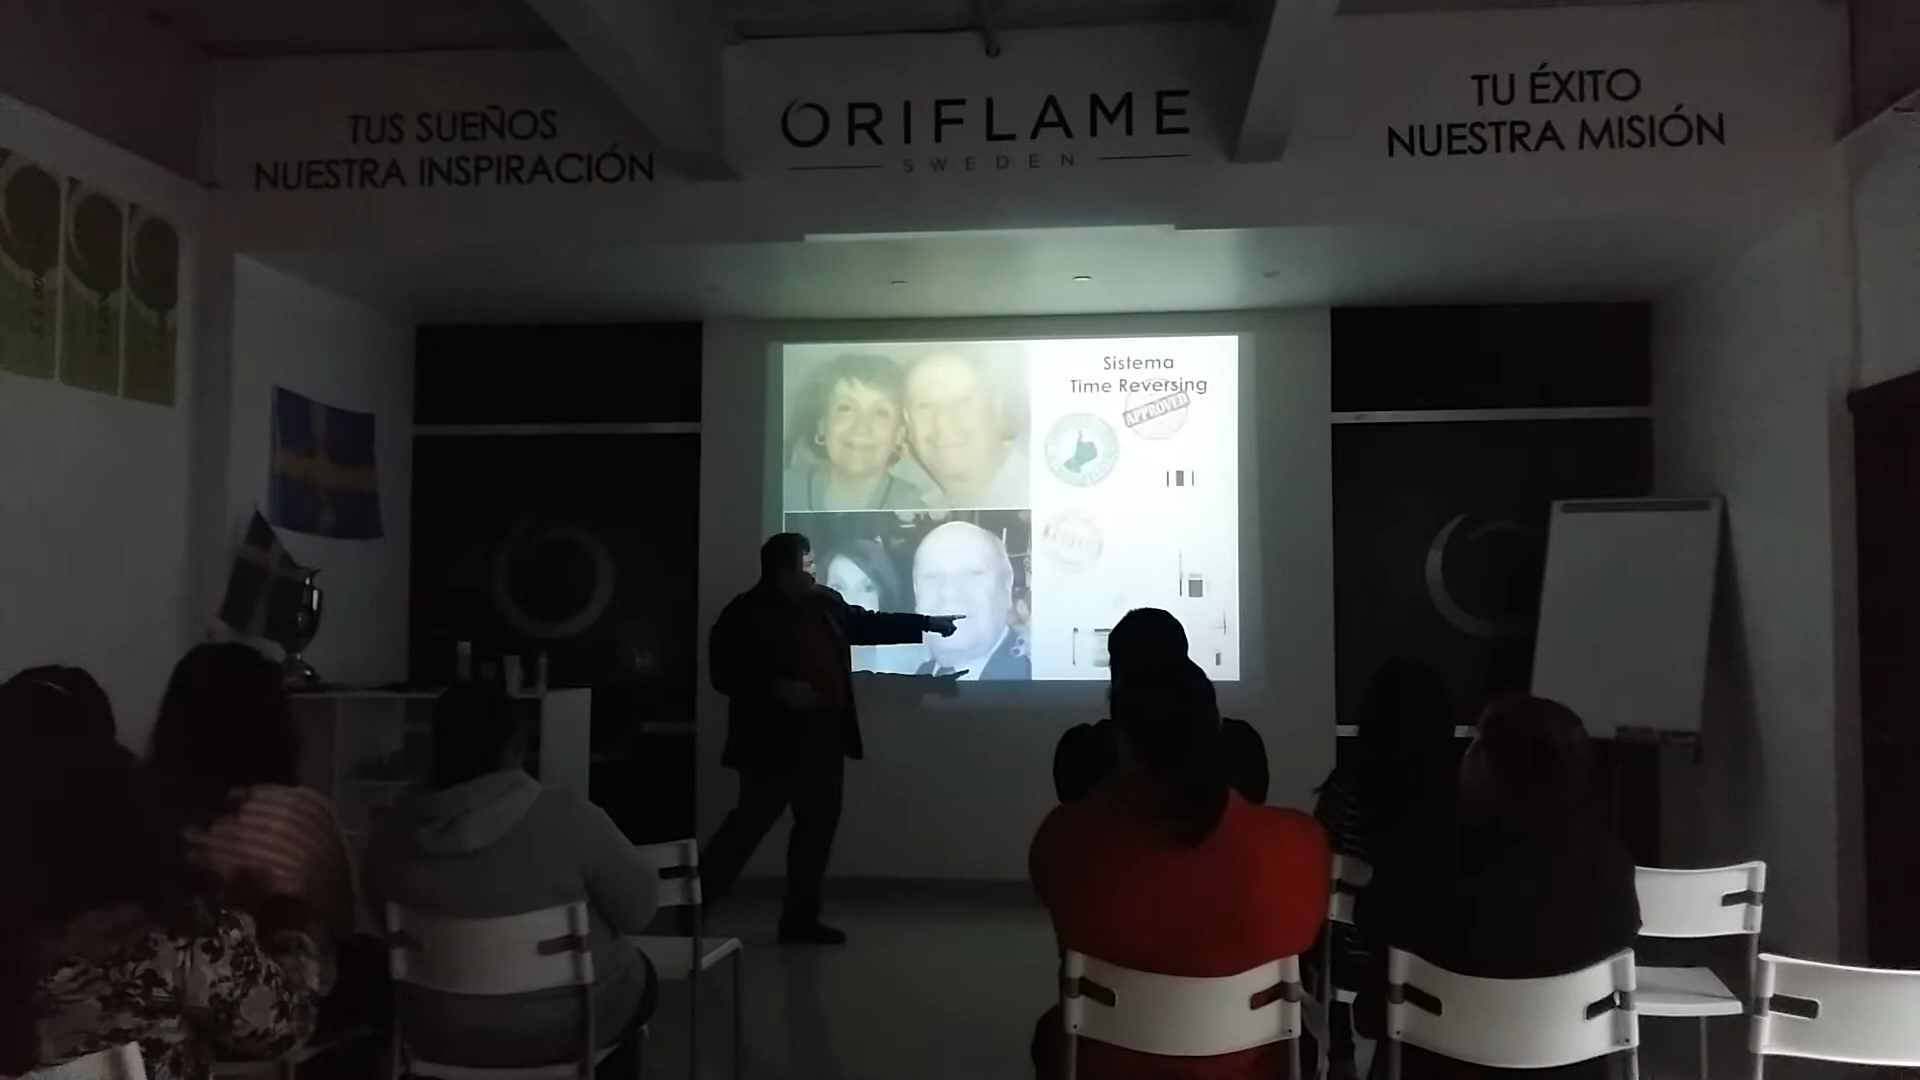 TUS SUEÑOS
NUESTRA INSPIRACIÓN
ORIFLAME
SWEDEN
TU ÉXITO
NUESTRA MISIÓN
Sistema
Time Reversing
APPROVED